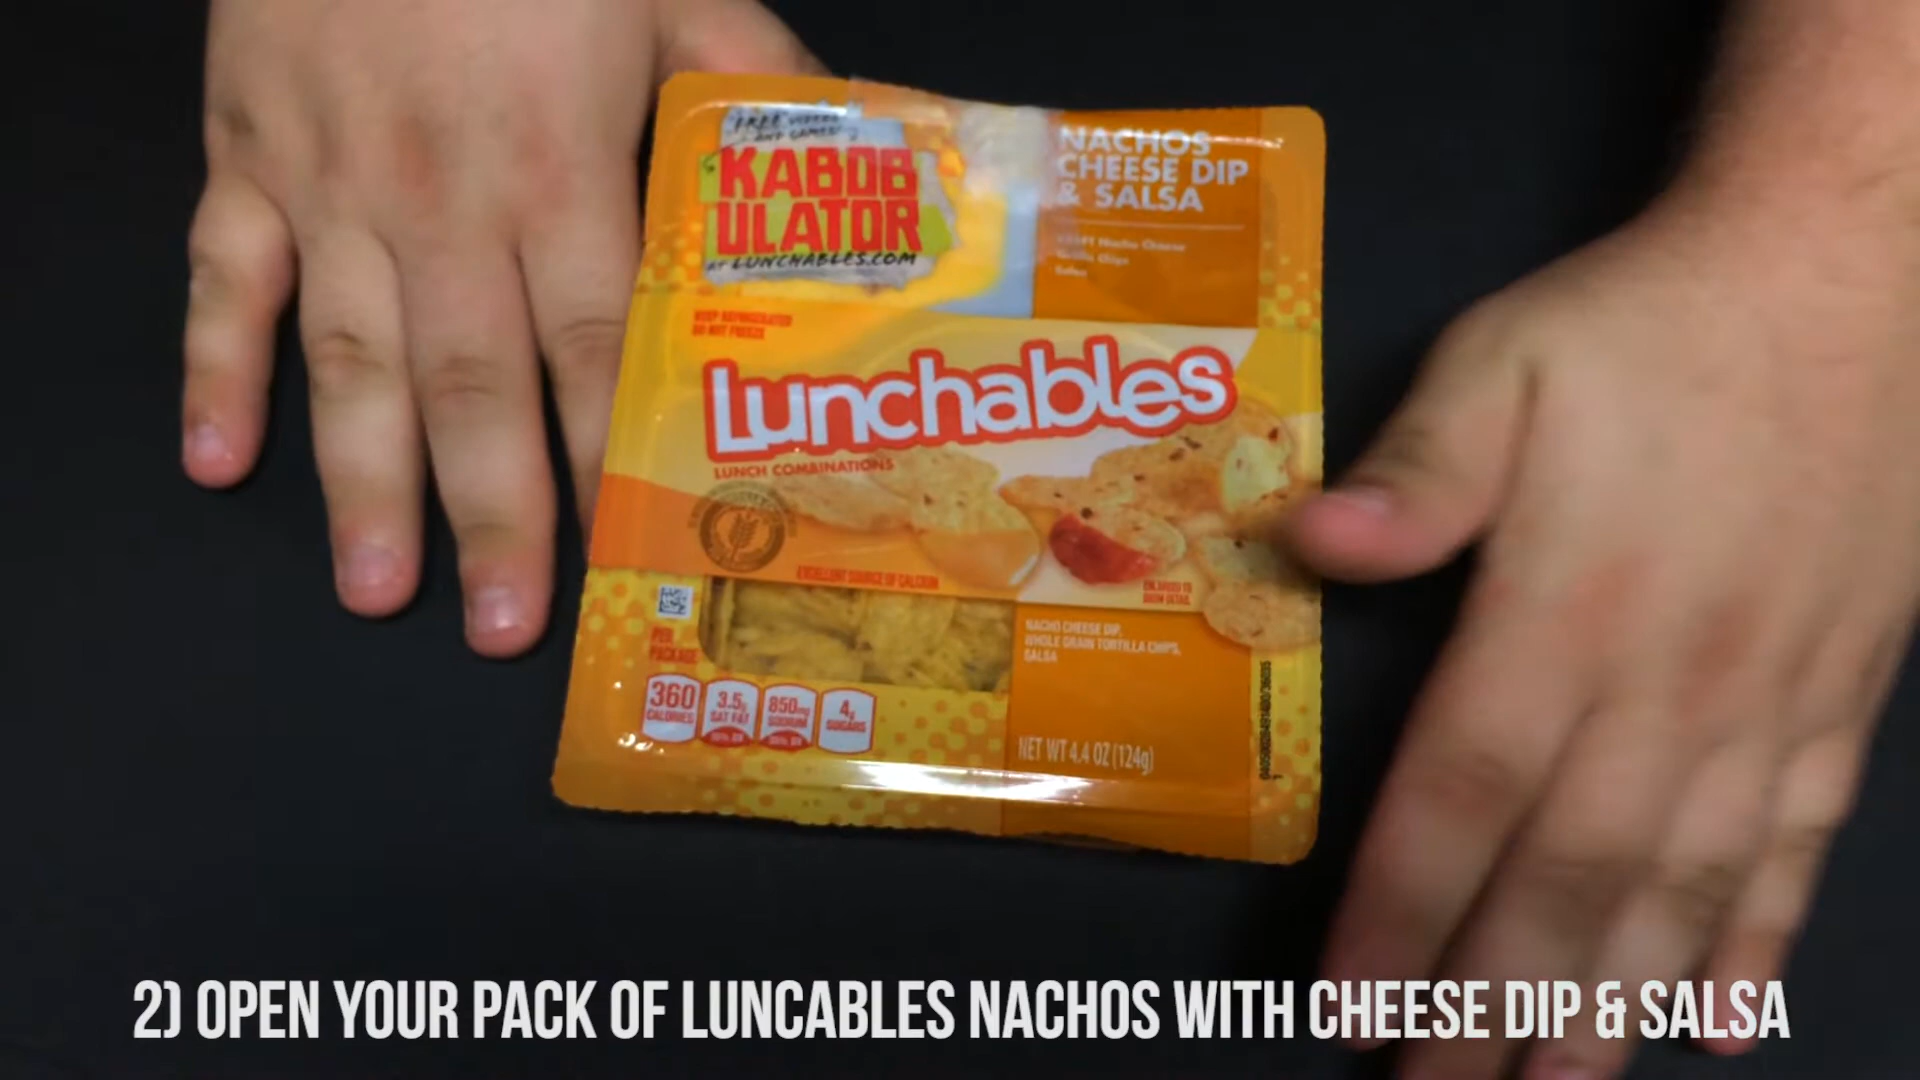 FREE VIDEOS
AND GAMES!
KABOB
ULATOR
AT LUNCHABLES.COM
NACHOS
CHEESE DIP
& SALSA
KEEP REFRIGERATED
DO NOT FREEZE
Lunchables
LUNCH COMBINATIONS
EXCELLENT SOURCE OF CALCIUM
ENLARGED TO
SHOW DETAIL
NACHO CHEESE DIP,
WHOLE GRAIN TORTILLA CHIPS,
SALSA
PER
PACKAGE
360
CALORIES
3.5g
SAT FAT
850mg
SODIUM
4g
SUGARS
NET WT 4.4 OZ (124g)
2) OPEN YOUR PACK OF LUNCABLES NACHOS WITH CHEESE DIP & SALSA